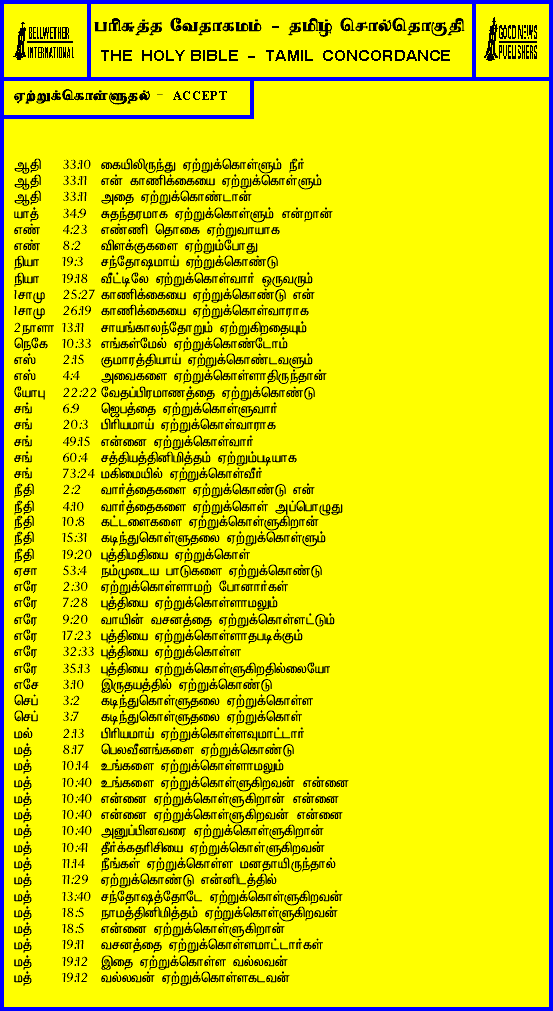 BELLWETHER
INTERNATIONAL
பரிசுத்த வேதாகமம் - தமிழ் சொல்தொகுதி
THE HOLY BIBLE - TAMIL CONCORDANCE
GOOD NEWS
PUBLISHERS
ஏற்றுக்கொள்ளுதல் - ACCEPT
ஆதி 33:10 கையிலிருந்து ஏற்றுக்கொள்ளும் நீர்
ஆதி 33:11 என் காணிக்கையை ஏற்றுக்கொள்ளும்
ஆதி 33:11 அதை ஏற்றுக்கொண்டான்
யாத் 34:9 சுதந்தரமாக ஏற்றுக்கொள்ளும் என்றான்
எண் 4:23 எண்ணி தொகை ஏற்றுவாயாக
எண் 8:2 விளக்குகளை ஏற்றும்போது
நியா 19:3 சந்தோஷமாய் ஏற்றுக்கொண்டு
நியா 19:18 வீட்டிலே ஏற்றுக்கொள்வார் ஒருவரும்
1சாமு 25:27 காணிக்கையை ஏற்றுக்கொண்டு என்
1சாமு 26:19 காணிக்கையை ஏற்றுக்கொள்வாராக
2நாளா 13:11 சாயங்காலந்தோறும் ஏற்றுகிறதையும்
நெகே 10:33 எங்கள்மேல் ஏற்றுக்கொண்டோம்
எஸ் 2:15 குமாரத்தியாய் ஏற்றுக்கொண்டவளும்
எஸ் 4:4 அவைகளை ஏற்றுக்கொள்ளாதிருந்தான்
யோபு 22:22 வேதப்பிரமாணத்தை ஏற்றுக்கொண்டு
சங் 6:9 ஜெபத்தை ஏற்றுக்கொள்ளுவார்
சங் 20:3 பிரியமாய் ஏற்றுக்கொள்வாராக
சங் 49:15 என்னை ஏற்றுக்கொள்வார்
சங் 60:4 சத்தியத்தினிமித்தம் ஏற்றும்படியாக
சங் 73:24 மகிமையில் ஏற்றுக்கொள்வீர்
நீதி 2:2 வார்த்தைகளை ஏற்றுக்கொண்டு என்
நீதி 4:10 வார்த்தைகளை ஏற்றுக்கொள் அப்பொழுது
நீதி 10:8 கட்டளைகளை ஏற்றுக்கொள்ளுகிறான்
நீதி 15:31 கடிந்துகொள்ளுதலை ஏற்றுக்கொள்ளும்
நீதி 19:20 புத்திமதியை ஏற்றுக்கொள்
ஏசா 53:4 நம்முடைய பாடுகளை ஏற்றுக்கொண்டு
எரே 2:30 ஏற்றுக்கொள்ளாமற் போனார்கள்
எரே 7:28 புத்தியை ஏற்றுக்கொள்ளாமலும்
எரே 9:20 வாயின் வசனத்தை ஏற்றுக்கொள்ளட்டும்
எரே 17:23 புத்தியை ஏற்றுக்கொள்ளாதபடிக்கும்
எரே 32:33 புத்தியை ஏற்றுக்கொள்ள
எரே 35:13 புத்தியை ஏற்றுக்கொள்ளுகிறதில்லையோ
எசே 3:10 இருதயத்தில் ஏற்றுக்கொண்டு
செப் 3:2 கடிந்துகொள்ளுதலை ஏற்றுக்கொள்ள
செப் 3:7 கடிந்துகொள்ளுதலை ஏற்றுக்கொள்
மல் 2:13 பிரியமாய் ஏற்றுக்கொள்ளவுமாட்டார்
மத் 8:17 பெலவீனங்களை ஏற்றுக்கொண்டு
மத் 10:14 உங்களை ஏற்றுக்கொள்ளாமலும்
மத் 10:40 உங்களை ஏற்றுக்கொள்ளுகிறவன் என்னை
மத் 10:40 என்னை ஏற்றுக்கொள்ளுகிறான் என்னை
மத் 10:40 என்னை ஏற்றுக்கொள்ளுகிறவன் என்னை
மத் 10:40 அனுப்பினவரை ஏற்றுக்கொள்ளுகிறான்
மத் 10:41 தீர்க்கதரிசியை ஏற்றுக்கொள்ளுகிறவன்
மத் 11:14 நீங்கள் ஏற்றுக்கொள்ள மனதாயிருந்தால்
மத் 11:29 ஏற்றுக்கொண்டு என்னிடத்தில்
மத் 13:40 சந்தோஷத்தோடே ஏற்றுக்கொள்ளுகிறவன்
மத் 18:5 நாமத்தினிமித்தம் ஏற்றுக்கொள்ளுகிறவன்
மத் 18:5 என்னை ஏற்றுக்கொள்ளுகிறான்
மத் 19:11 வசனத்தை ஏற்றுக்கொள்ளமாட்டார்கள்
மத் 19:12 இதை ஏற்றுக்கொள்ள வல்லவன்
மத் 19:12 வல்லவன் ஏற்றுக்கொள்ளகடவன்